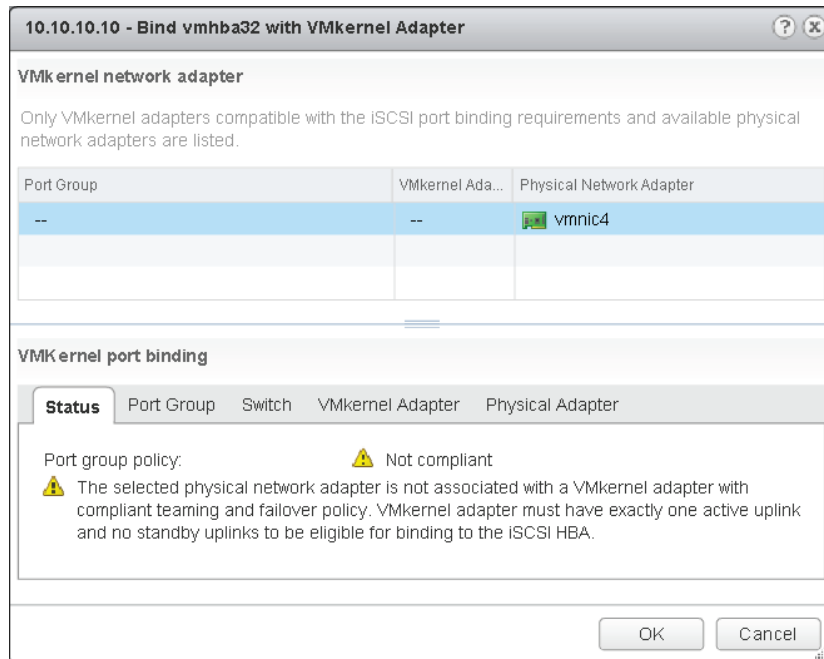 10.10.10.10 - Bind vmhba32 with VMkernel Adapter
VMkernel network adapter
Only VMkernel adapters compatible with the iSCSI port binding requirements and available physical
network adapters are listed.
Port Group VMkernel Ada... Physical Network Adapter
-- -- vmnic4
VMKernel port binding
Status Port Group Switch VMkernel Adapter Physical Adapter
Port group policy: Not compliant
The selected physical network adapter is not associated with a VMkernel adapter with
compliant teaming and failover policy. VMkernel adapter must have exactly one active uplink
and no standby uplinks to be eligible for binding to the iSCSI HBA.
OK Cancel